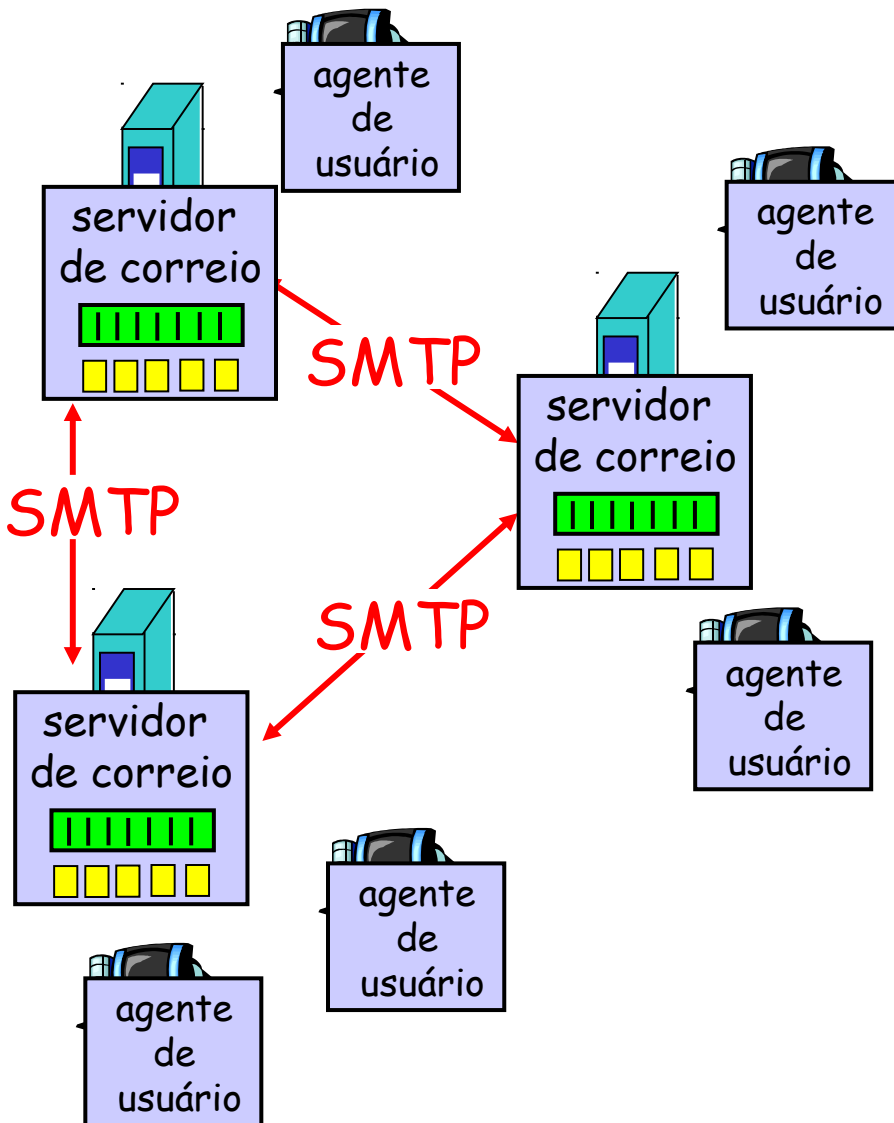 agente
de
usuário
servidor
de correio
agente
de
usuário
SMTP
servidor
de correio
SMTP
SMTP
agente
de
usuário
servidor
de correio
agente
de
usuário
agente
de
usuário